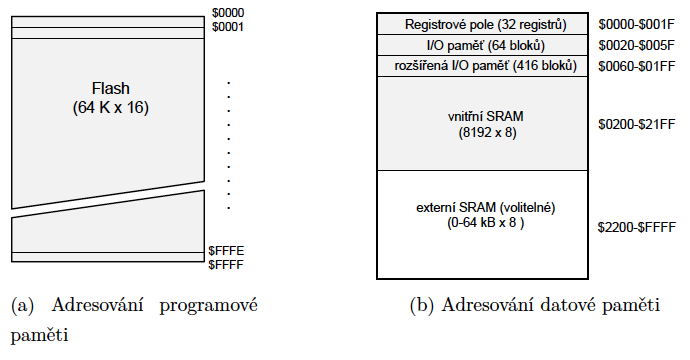 $0000
$0001
Flash
(64 K x 16)
$FFFE
$FFFF
(a) Adresování programové
paměti
Registrové pole (32 registrů) $0000-$001F
I/O paměť (64 bloků) $0020-$005F
rozšířená I/O paměť (416 bloků) $0060-$01FF
vnitřní SRAM
(8192 x 8)
$0200-$21FF
externí SRAM (volitelné)
(0-64 kB x 8 )
$2200-$FFFF
(b) Adresování datové paměti